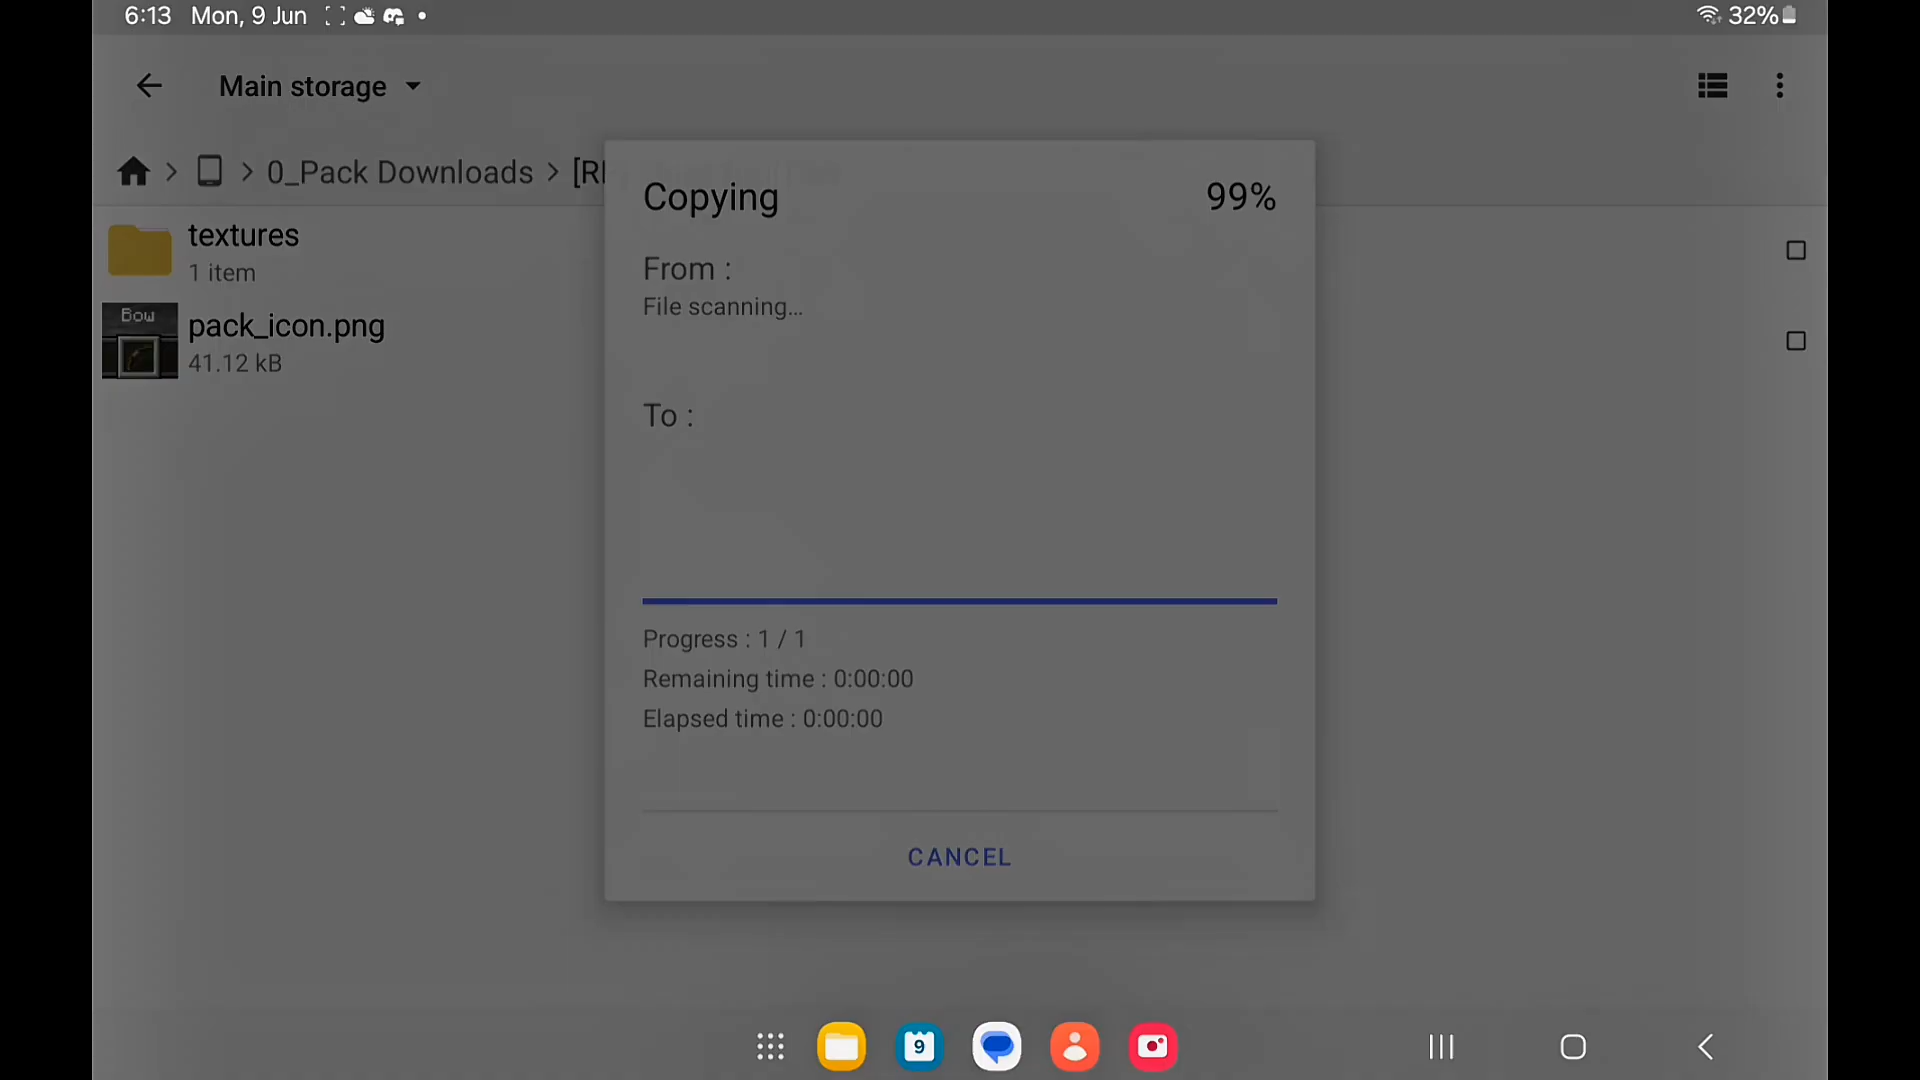 6:13 Mon, 9 Jun
32%
Main storage
0_Pack Downloads > [R
textures
1 item
Bow
pack_icon.png
41.12 kB
Copying 99%
From :
File scanning...
To :
Progress : 1 / 1
Remaining time : 0:00:00
Elapsed time : 0:00:00
CANCEL
9